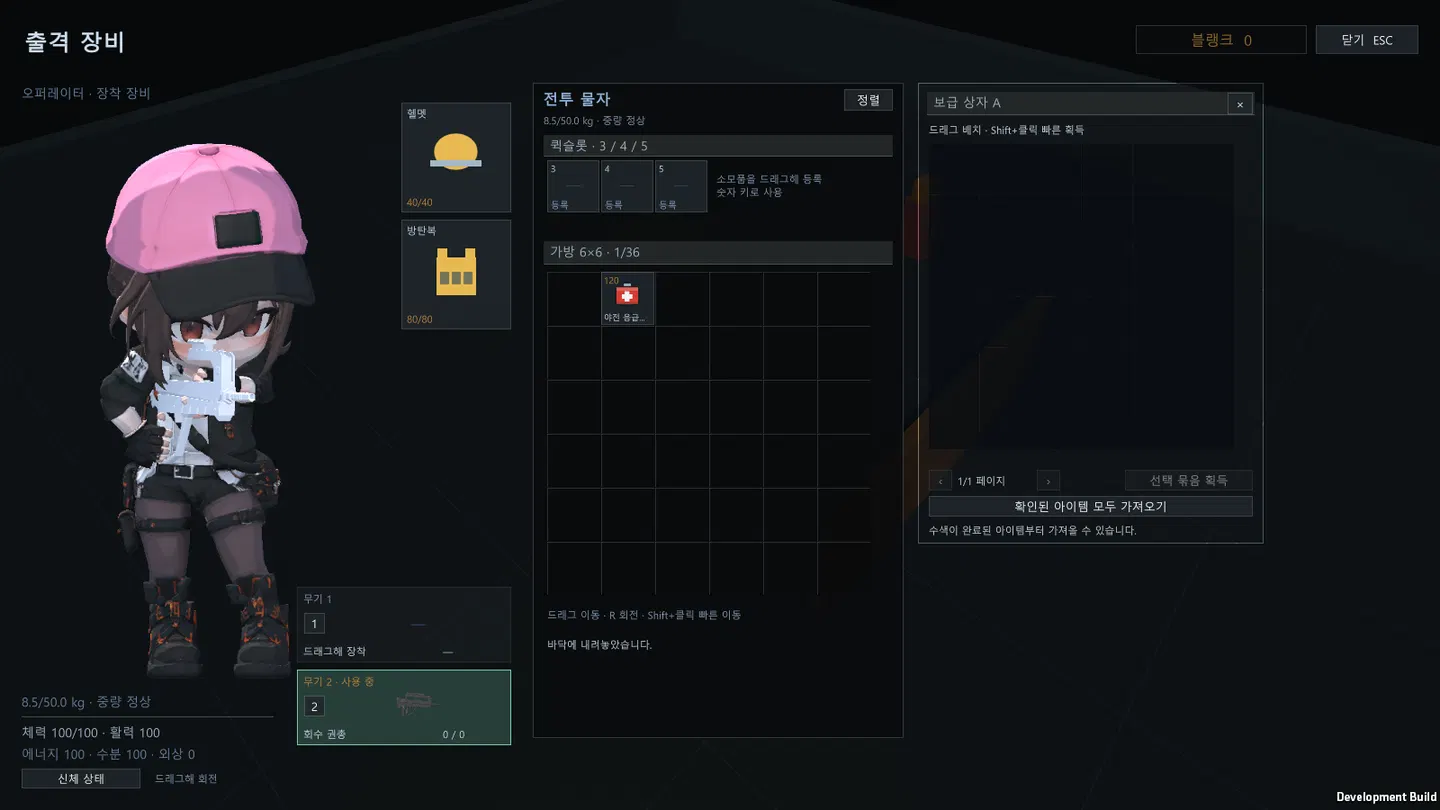 출격 장비
블랭크 0
닫기 ESC
오퍼레이터 · 장착 장비
헬멧
40/40
방탄복
80/80
전투 물자
정렬
8.5/50.0 kg · 중량 정상
퀵슬롯 · 3 / 4 / 5
3
4
5
등록
등록
등록
소모품을 드래그해 등록
숫자 키로 사용
가방 6×6 · 1/36
120
야전 응급...
드래그 이동 · R 회전 · Shift+클릭 빠른 이동
바닥에 내려놓았습니다.
보급 상자 A
×
드래그 배치 · Shift+클릭 빠른 획득
‹ 1/1 페이지 ›
선택 묶음 획득
확인된 아이템 모두 가져오기
수색이 완료된 아이템부터 가져올 수 있습니다.
무기 1
1
—
드래그해 장착
—
무기 2 · 사용 중
2
회수 권총
0 / 0
8.5/50.0 kg · 중량 정상
체력 100/100 · 활력 100
에너지 100 · 수분 100 · 외상 0
신체 상태
드래그해 회전
Development Build